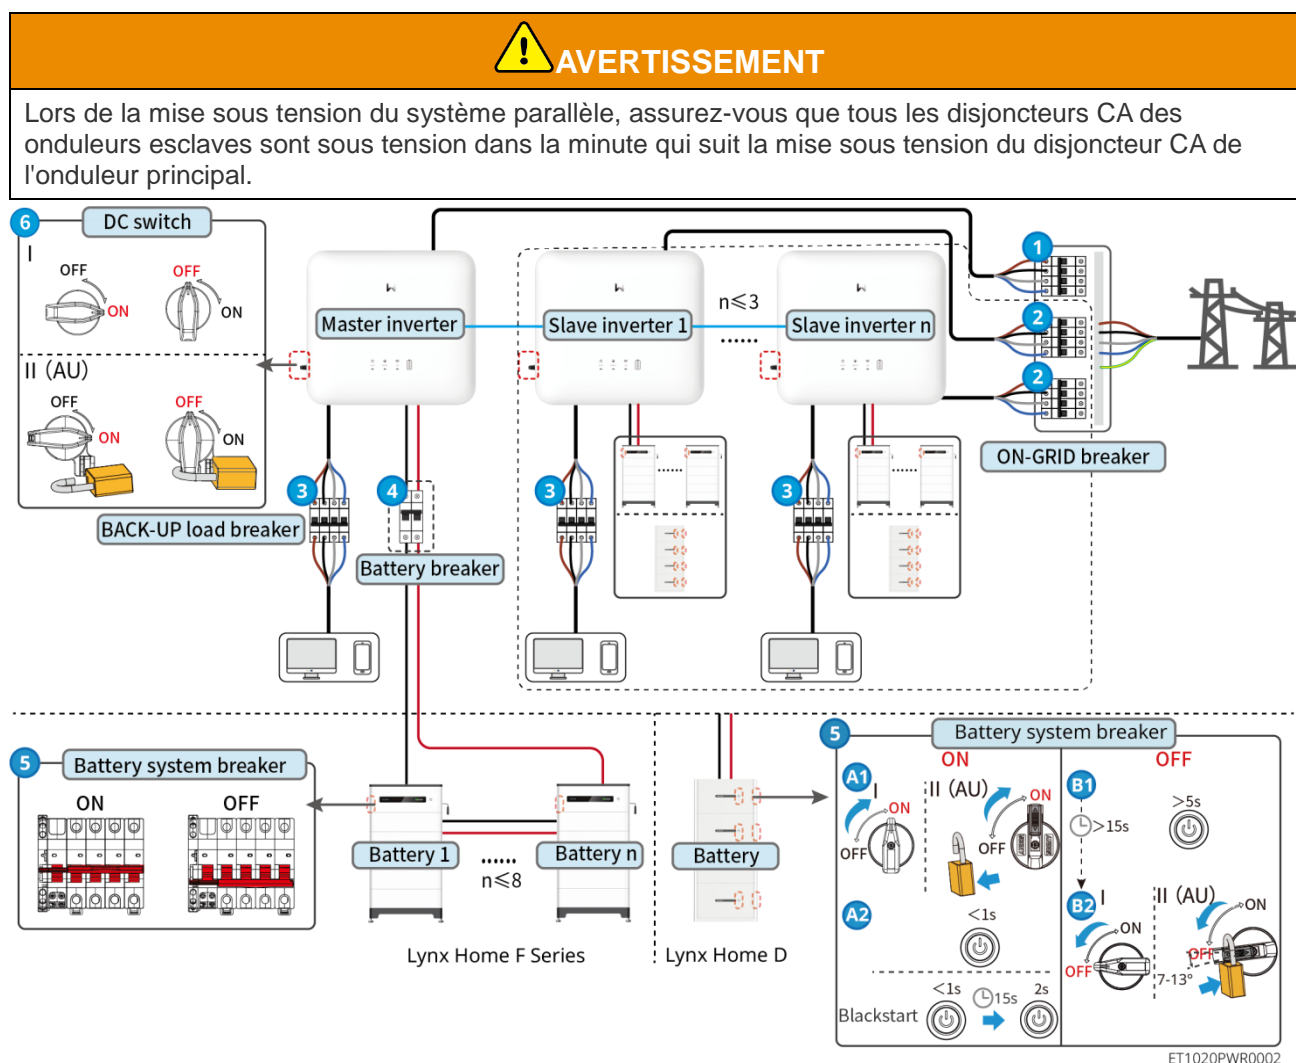 AVERTISSEMENT
Lors de la mise sous tension du système parallèle, assurez-vous que tous les disjoncteurs CA des
onduleurs esclaves sont sous tension dans la minute qui suit la mise sous tension du disjoncteur CA de
l'onduleur principal.
6
DC switch
I
OFF
ON
OFF
ON
II (AU)
OFF
ON
OFF
ON
Master inverter
Slave inverter 1
n≤3
......
Slave inverter n
1
2
2
ON-GRID breaker
3
BACK-UP load breaker
4
Battery breaker
3
......
3
......
5
Battery system breaker
ON
OFF
Battery 1
......
n≤8
Battery n
Lynx Home F Series
Battery
Lynx Home D
5
Battery system breaker
ON
OFF
A1
I
ON
OFF
II (AU)
ON
OFF
A2
<1s
Blackstart
<1s
15s
2s
B1
>15s
>5s
B2
I
ON
OFF
II (AU)
ON
OFF
7-13°
ET1020PWR0002